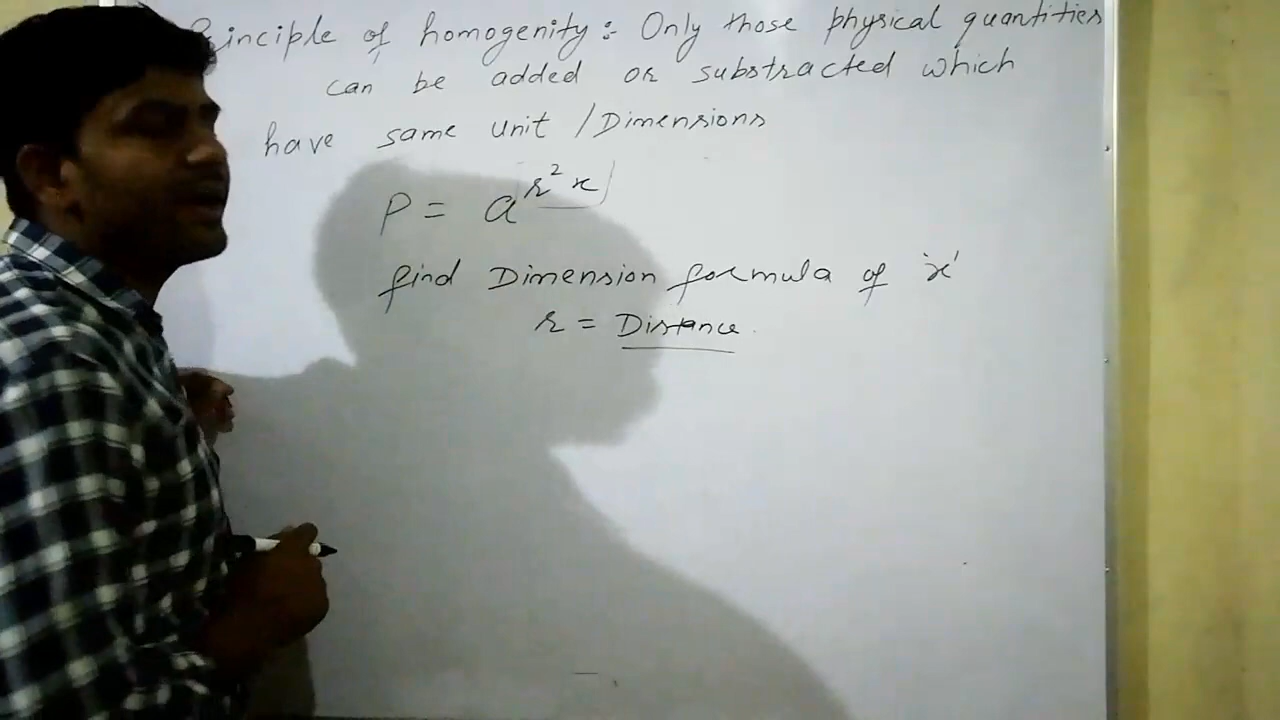 Principle of homogenity :- Only those physical quantities
can be added or substracted which
have same unit / Dimensions
P = a^{r^2 x}
find Dimension formula of 'x'
r = Distance.